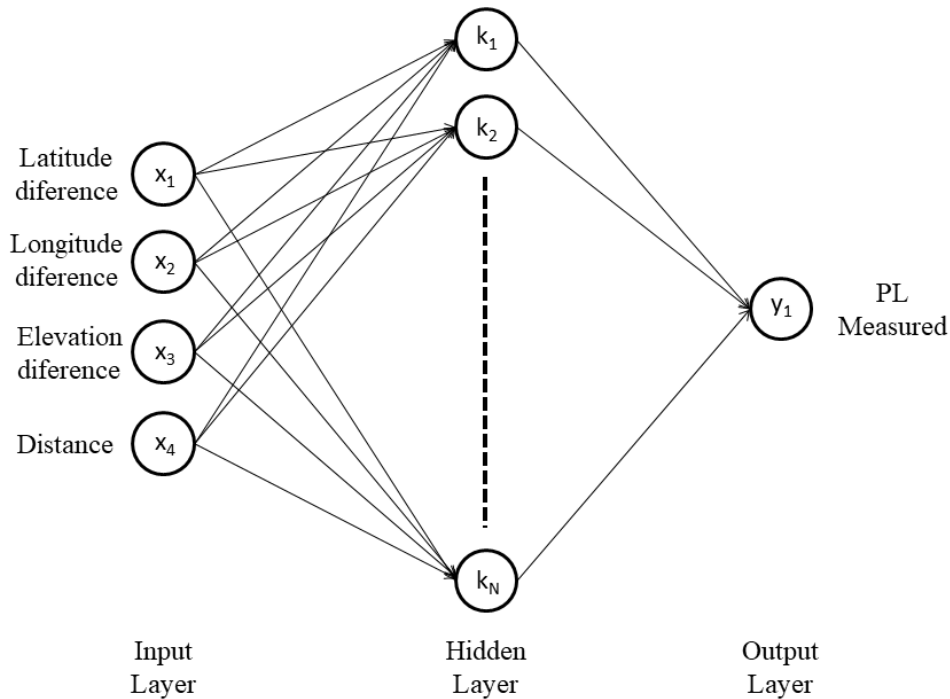 k1
k2
Latitude
diference
x1
Longitude
diference
x2
Elevation
diference
x3
Distance
x4
y1
PL
Measured
kN
Input
Layer
Hidden
Layer
Output
Layer